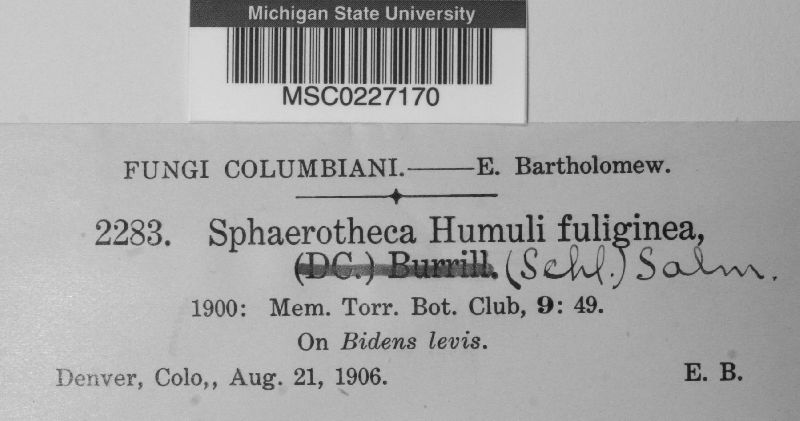 Michigan State University
MSC0227170
FUNGI COLUMBIANI.—E. Bartholomew.
2283. Sphaerotheca Humuli fuliginea,
(DC.) Burrill. (Schl.) Salm.
1900: Mem. Torr. Bot. Club, 9: 49.
On Bidens levis.
Denver, Colo,, Aug. 21, 1906. E. B.